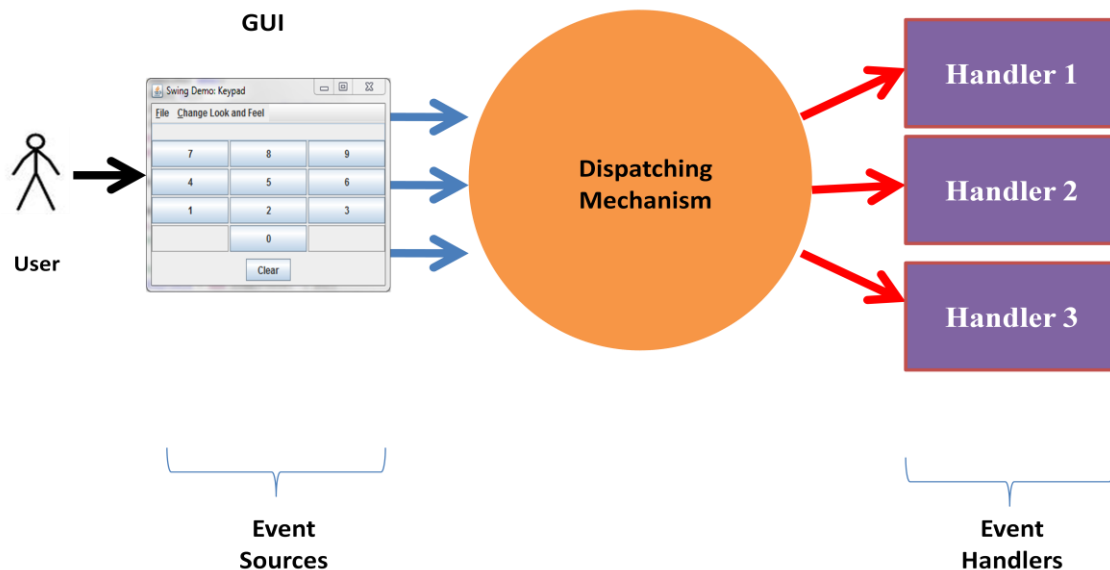 GUI
Swing Demo: Keypad
File Change Look and Feel
7 8 9
4 5 6
1 2 3
0
Clear
User
Dispatching
Mechanism
Handler 1
Handler 2
Handler 3
Event
Sources
Event
Handlers